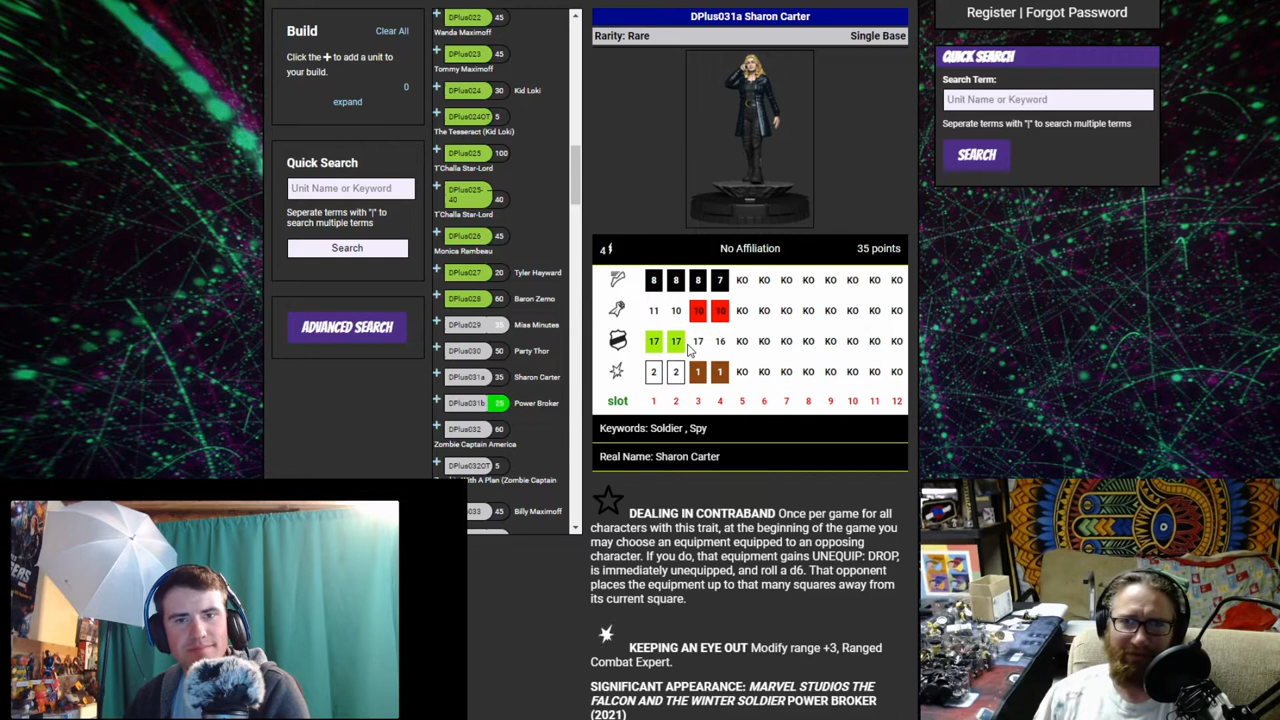 Build
Clear All
Click the + to add a unit to
your build.
0
expand
Quick Search
Unit Name or Keyword
Seperate terms with "|" to
search multiple terms
Search
ADVANCED SEARCH
DPlus022 45
Wanda Maximoff
DPlus023 45
Tommy Maximoff
DPlus024 30 Kid Loki
DPlus024OT 5
The Tesseract (Kid Loki)
DPlus025 100
T'Challa Star-Lord
DPlus025-
40 40
T'Challa Star-Lord
DPlus026 45
Monica Rambeau
DPlus027 20 Tyler Hayward
DPlus028 60 Baron Zemo
DPlus029 35 Miss Minutes
DPlus030 50 Party Thor
DPlus031a 35 Sharon Carter
DPlus031b 25 Power Broker
DPlus032 60
Zombie Captain America
DPlus032OT 5
(Zombie Captain
033 45 Billy Maximoff
DPlus031a Sharon Carter
Rarity: Rare Single Base
4 No Affiliation 35 points
8 8 8 7 KO KO KO KO KO KO KO KO
11 10 10 10 KO KO KO KO KO KO KO KO
17 17 17 16 KO KO KO KO KO KO KO KO
2 2 1 1 KO KO KO KO KO KO KO KO
slot 1 2 3 4 5 6 7 8 9 10 11 12
Keywords: Soldier , Spy
Real Name: Sharon Carter
DEALING IN CONTRABAND Once per game for all
characters with this trait, at the beginning of the game you
may choose an equipment equipped to an opposing
character. If you do, that equipment gains UNEQUIP: DROP,
is immediately unequipped, and roll a d6. That opponent
places the equipment up to that many squares away from
its current square.
KEEPING AN EYE OUT Modify range +3, Ranged
Combat Expert.
SIGNIFICANT APPEARANCE: MARVEL STUDIOS THE
FALCON AND THE WINTER SOLDIER POWER BROKER
(2021)
Register | Forgot Password
QUICK SEARCH
Search Term:
Unit Name or Keyword
Seperate terms with "|" to search multiple terms
SEARCH